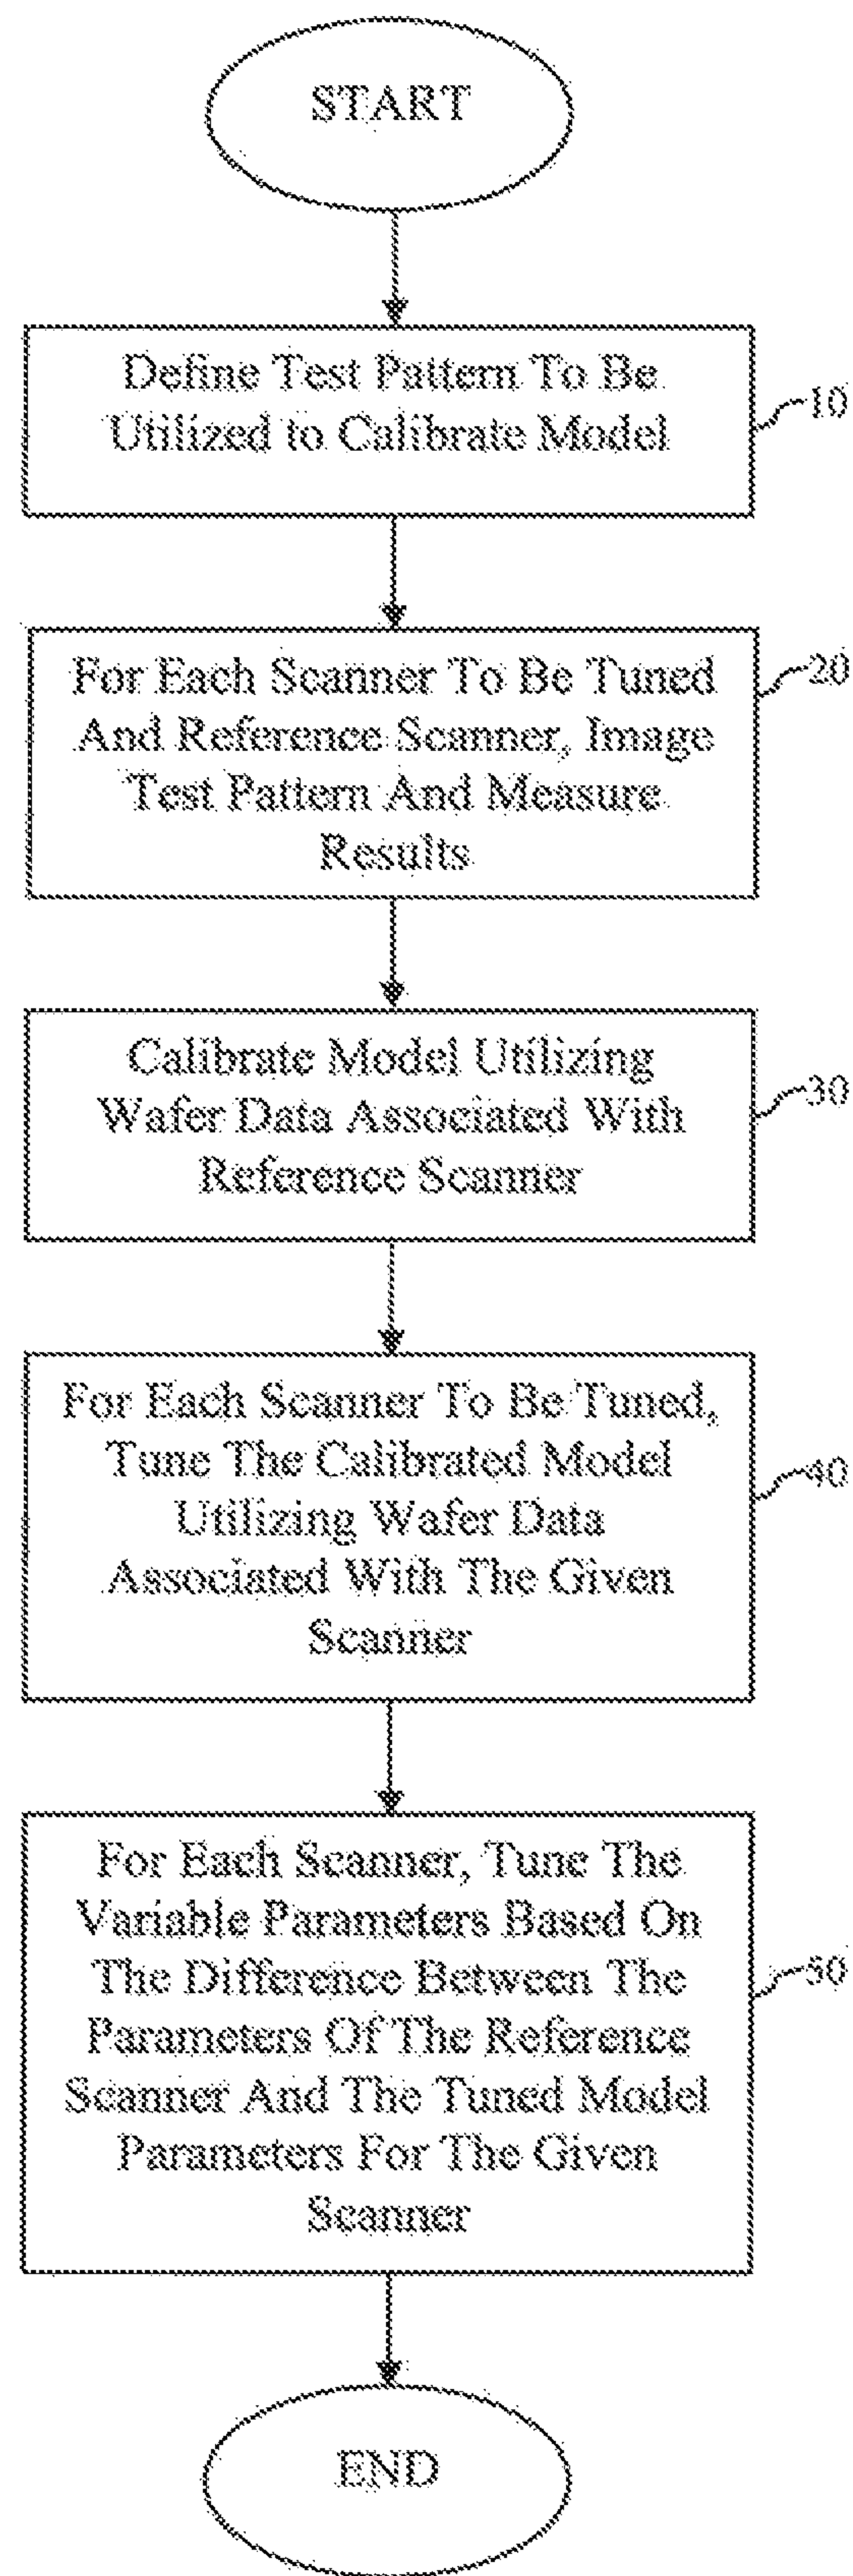 START
Define Test Pattern To Be
Utilized to Calibrate Model
10
For Each Scanner To Be Tuned
And Reference Scanner, Image
Test Pattern And Measure
Results
20
Calibrate Model Utilizing
Wafer Data Associated With
Reference Scanner
30
For Each Scanner To Be Tuned,
Tune The Calibrated Model
Utilizing Wafer Data
Associated With The Given
Scanner
40
For Each Scanner, Tune The
Variable Parameters Based On
The Difference Between The
Parameters Of The Reference
Scanner And The Tuned Model
Parameters For The Given
Scanner
50
END